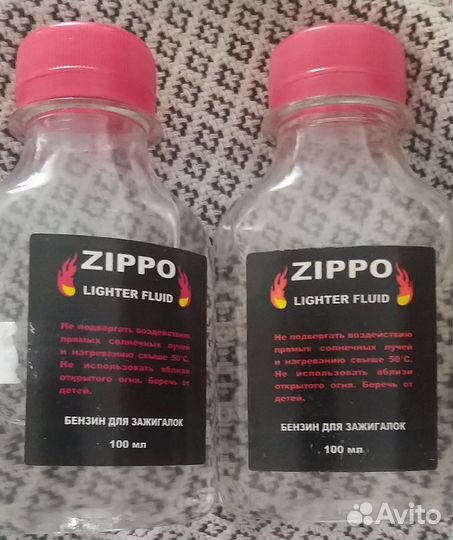 ZIPPO
LIGHTER FLUID
Не подвергать воздействию
прямых солнечных лучей
и нагреванию свыше 50°С.
Не использовать вблизи
открытого огня. Беречь от
детей.
БЕНЗИН ДЛЯ ЗАЖИГАЛОК
100 мл
ZIPPO
LIGHTER FLUID
Не подвергать воздействию
прямых солнечных лучей
и нагреванию свыше 50°С.
Не использовать вблизи
открытого огня. Беречь от
детей.
БЕНЗИН ДЛЯ ЗАЖИГАЛОК
100 мл
Avito